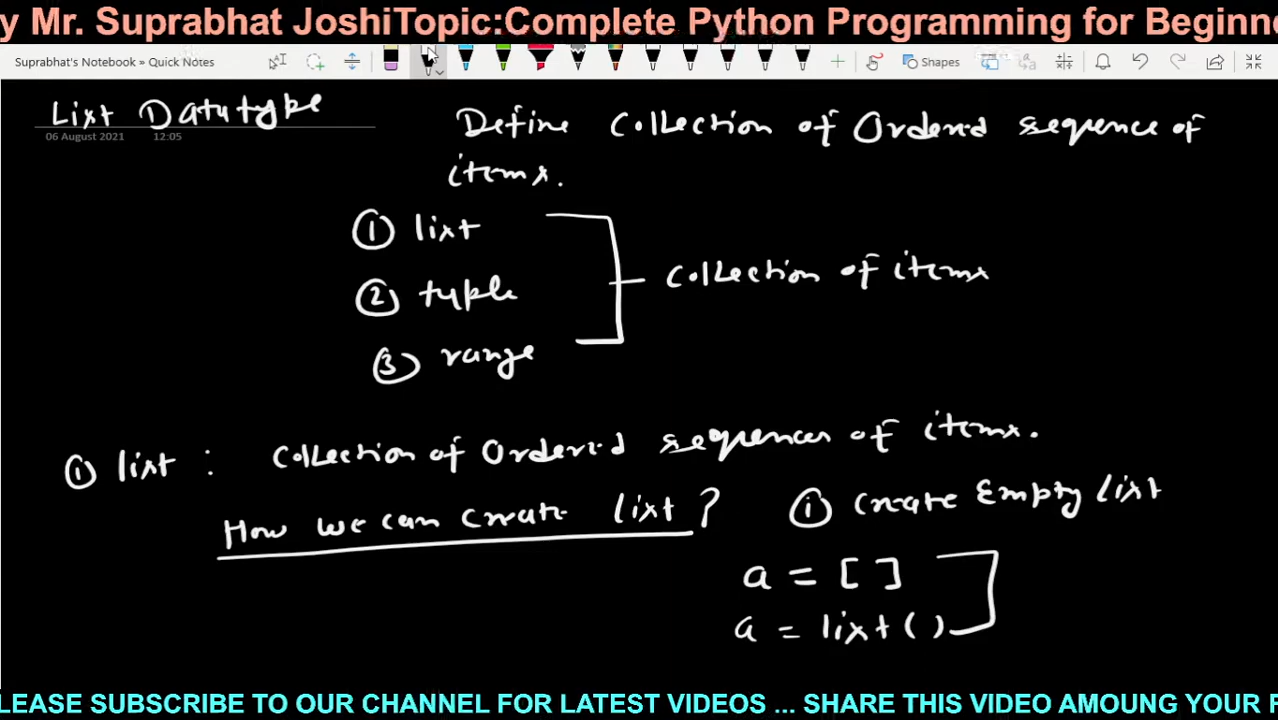 y Mr. Suprabhat JoshiTopic:Complete Python Programming for Beginne
Suprabhat's Notebook » Quick Notes
Shapes
List Datatype
06 August 2021 12:05
Define Collection of Ordered sequence of
items.
① list
② tuple
③ range
Collection of items
① list : Collection of Ordered sequences of items.
How we can create list ?
ⓘ Create Empty list
a = [ ]
a = list ( )
LEASE SUBSCRIBE TO OUR CHANNEL FOR LATEST VIDEOS ... SHARE THIS VIDEO AMOUNG YOUR F